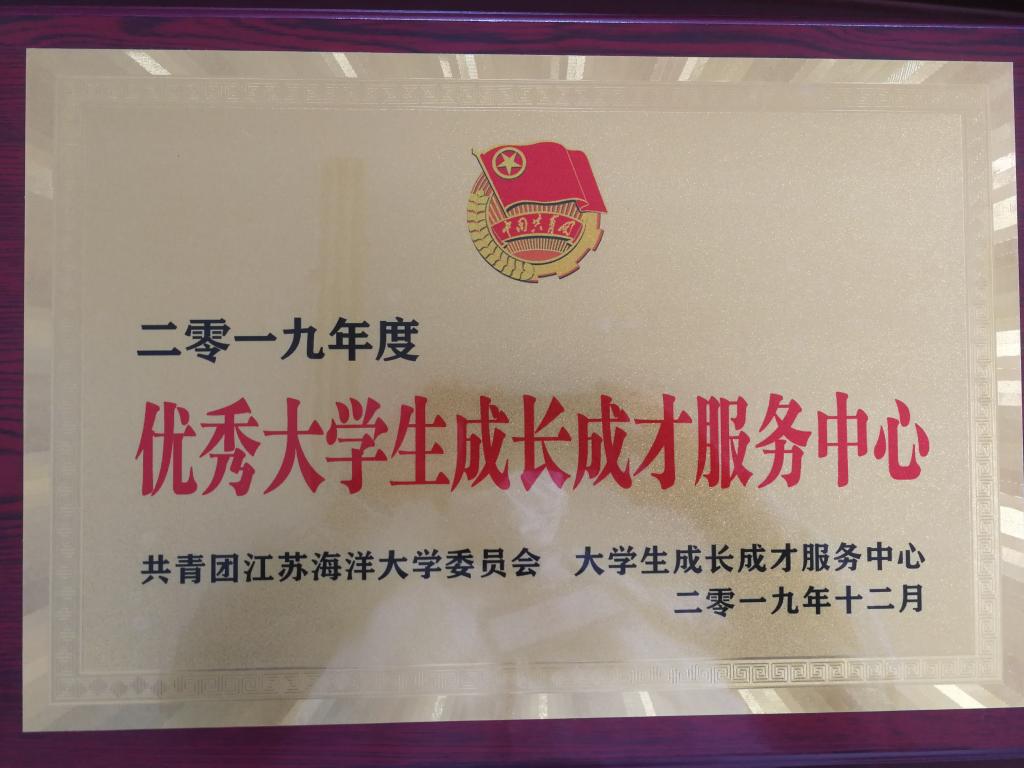 中国共青团
二零一九年度
优秀大学生成长成才服务中心
共青团江苏海洋大学委员会 大学生成长成才服务中心
二零一九年十二月